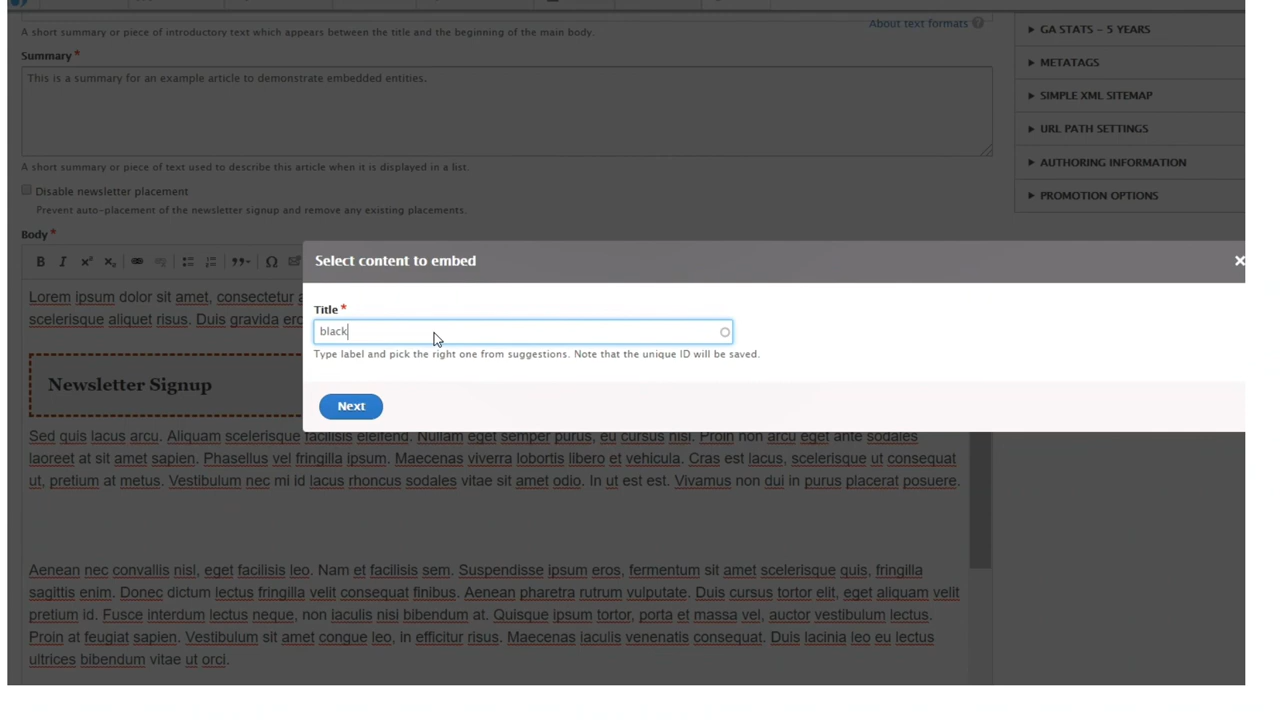 About text formats
A short summary or piece of introductory text which appears between the title and the beginning of the main body.
Summary *
This is a summary for an example article to demonstrate embedded entities.
A short summary or piece of text used to describe this article when it is displayed in a list.
Disable newsletter placement
Prevent auto-placement of the newsletter signup and remove any existing placements.
Body *
Lorem ipsum dolor sit amet, consectetur a
scelerisque aliquet risus. Duis gravida ero
Newsletter Signup
Select content to embed
Title *
black
Type label and pick the right one from suggestions. Note that the unique ID will be saved.
Next
Sed quis lacus arcu. Aliquam scelerisque facilisis eleifend. Nullam eget semper purus, eu cursus nisl. Proin non arcu eget ante sodales
laoreet at sit amet sapien. Phasellus vel fringilla ipsum. Maecenas viverra lobortis libero et vehicula. Cras est lacus, scelerisque ut consequat
ut, pretium at metus. Vestibulum nec mi id lacus rhoncus sodales vitae sit amet odio. In ut est est. Vivamus non dui in purus placerat posuere.
Aenean nec convallis nisl, eget facilisis leo. Nam et facilisis sem. Suspendisse ipsum eros, fermentum sit amet scelerisque quis, fringilla
sagittis enim. Donec dictum lectus fringilla velit consequat finibus. Aenean pharetra rutrum vulputate. Duis cursus tortor elit, eget aliquam velit
pretium id. Fusce interdum lectus neque, non iaculis nisi bibendum at. Quisque ipsum tortor, porta et massa vel, auctor vestibulum lectus.
Proin at feugiat sapien. Vestibulum sit amet congue leo, in efficitur risus. Maecenas iaculis venenatis consequat. Duis lacinia leo eu lectus
ultrices bibendum vitae ut orci.
GA STATS – 5 YEARS
METATAGS
SIMPLE XML SITEMAP
URL PATH SETTINGS
AUTHORING INFORMATION
PROMOTION OPTIONS